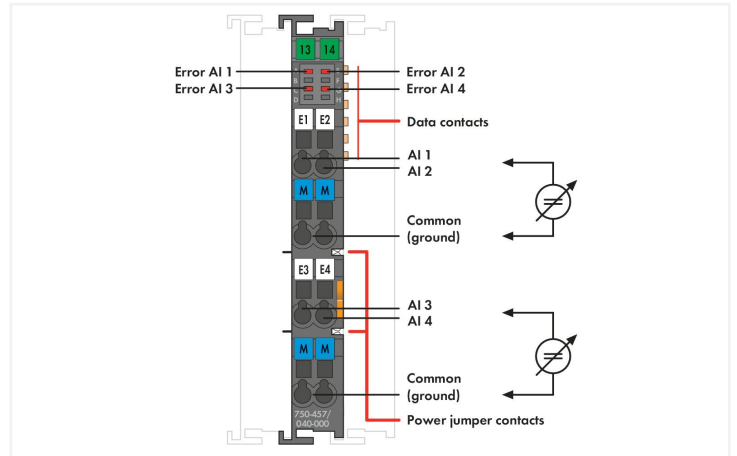 13 14
Error AI 1
A
E
Error AI 2
B
F
Error AI 3
C
G
Error AI 4
D
H
E1 E2
Data contacts
AI 1
AI 2
M M
Common
(ground)
E3 E4
AI 3
AI 4
M M
Common
(ground)
750-457/
040-000
Power jumper contacts